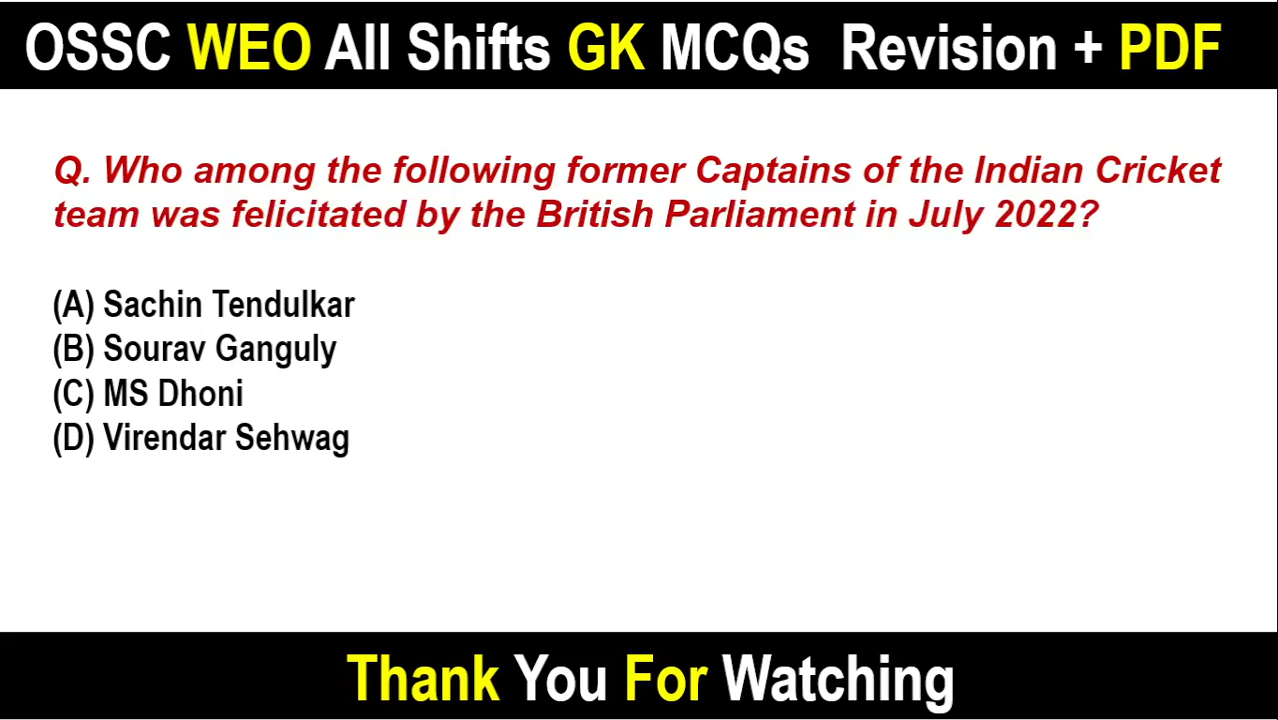 OSSC WEO All Shifts GK MCQs Revision + PDF
Q. Who among the following former Captains of the Indian Cricket
team was felicitated by the British Parliament in July 2022?
(A) Sachin Tendulkar
(B) Sourav Ganguly
(C) MS Dhoni
(D) Virendar Sehwag
Thank You For Watching